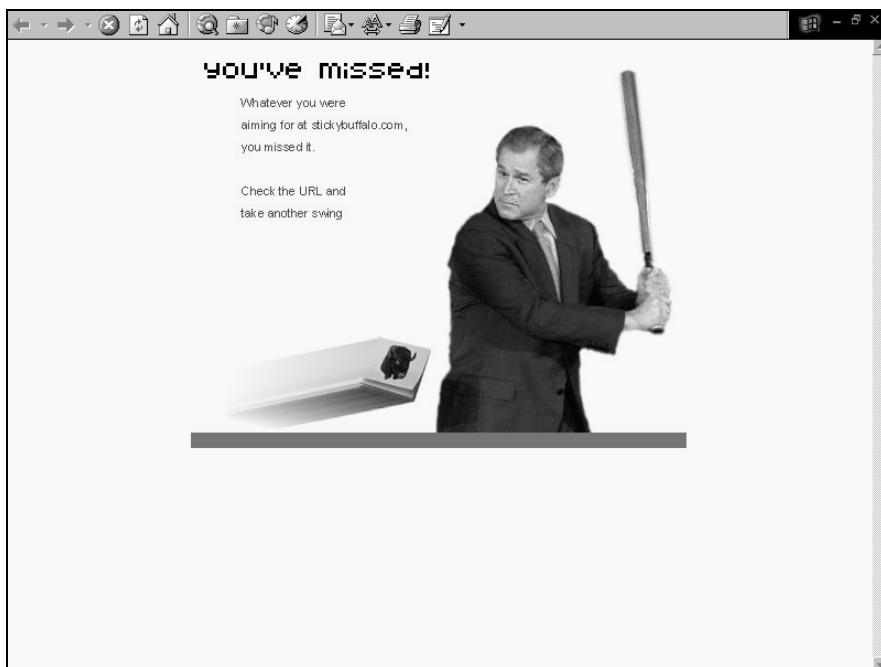 you've missed!
Whatever you were
aiming for at stickybuffalo.com,
you missed it.
Check the URL and
take another swing